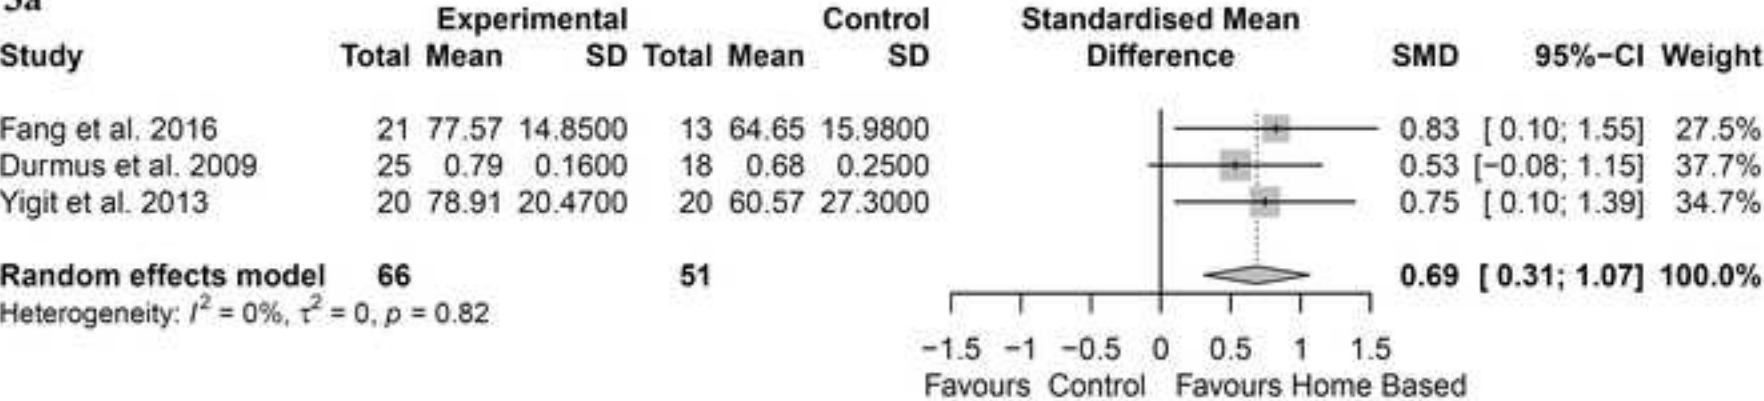 3a
Experimental Control Standardised Mean
Study Total Mean SD Total Mean SD Difference SMD 95%−CI Weight
Fang et al. 2016 21 77.57 14.8500 13 64.65 15.9800 0.83 [ 0.10; 1.55] 27.5%
Durmus et al. 2009 25 0.79 0.1600 18 0.68 0.2500 0.53 [−0.08; 1.15] 37.7%
Yigit et al. 2013 20 78.91 20.4700 20 60.57 27.3000 0.75 [ 0.10; 1.39] 34.7%
Random effects model 66 51 0.69 [ 0.31; 1.07] 100.0%
Heterogeneity: I² = 0%, τ² = 0, p = 0.82
−1.5 −1 −0.5 0 0.5 1 1.5
Favours Control Favours Home Based